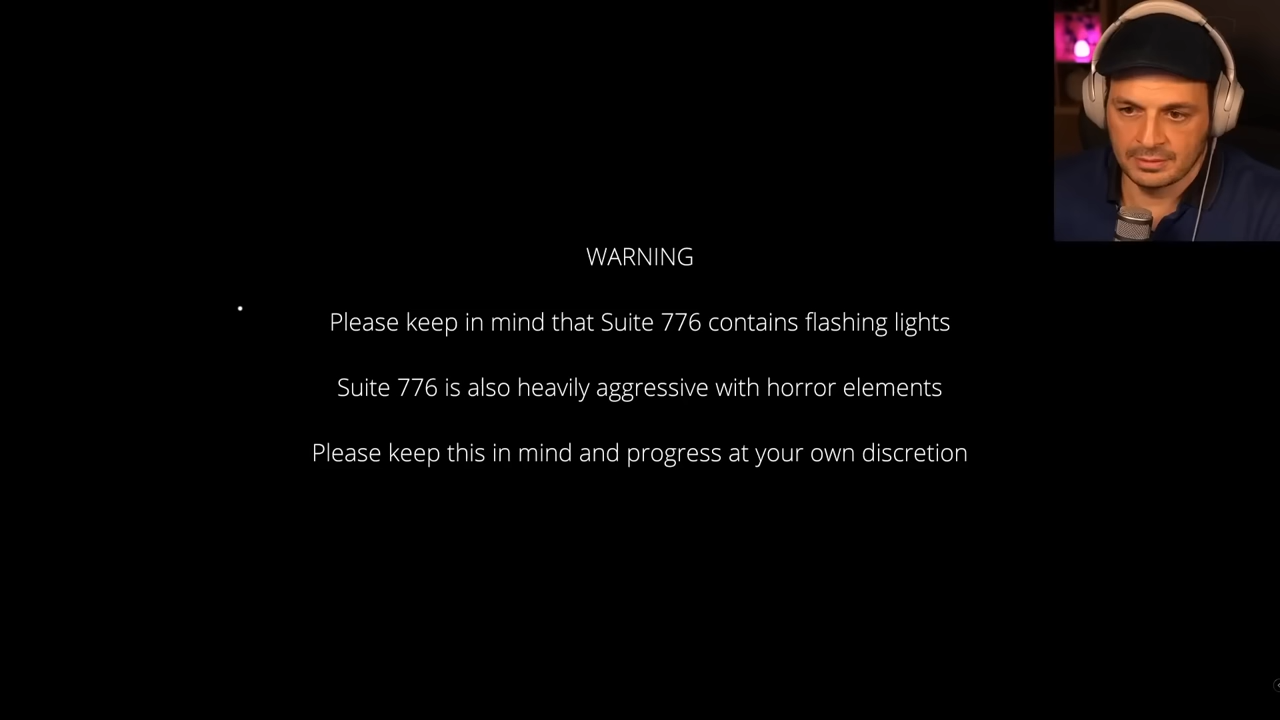 WARNING
Please keep in mind that Suite 776 contains flashing lights
Suite 776 is also heavily aggressive with horror elements
Please keep this in mind and progress at your own discretion